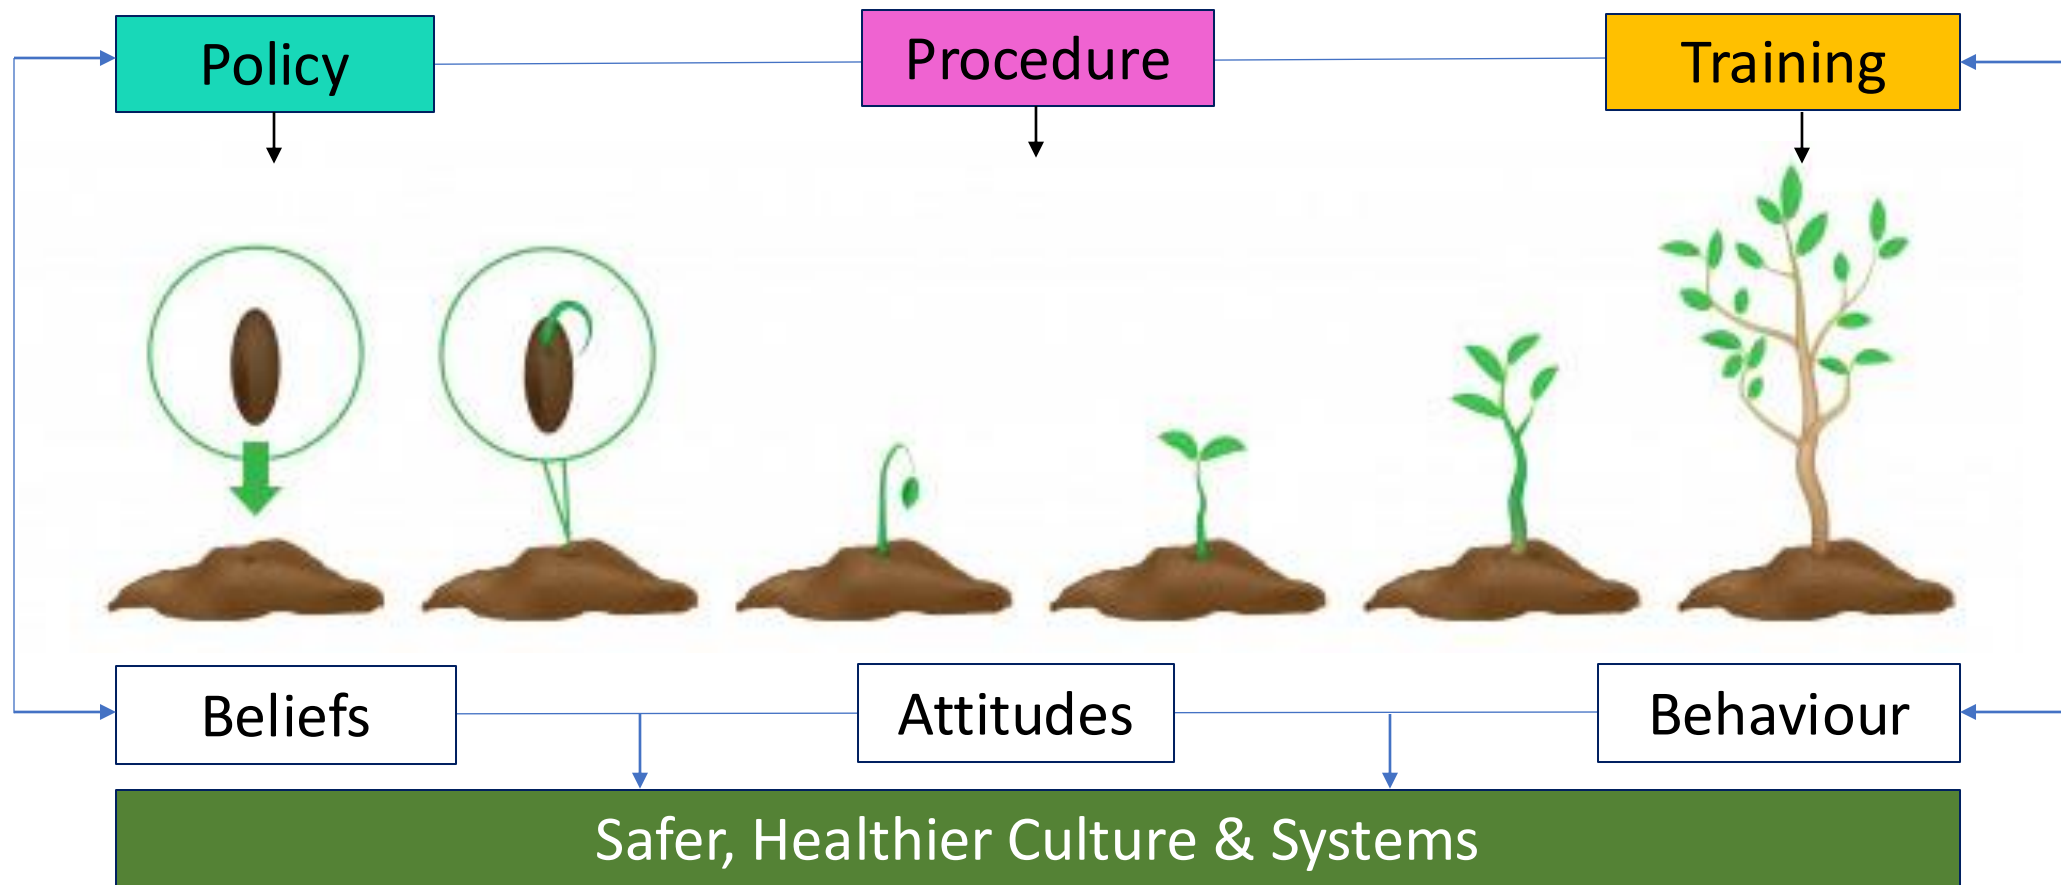 Policy
Procedure
Training
Beliefs
Attitudes
Behaviour
Safer, Healthier Culture & Systems